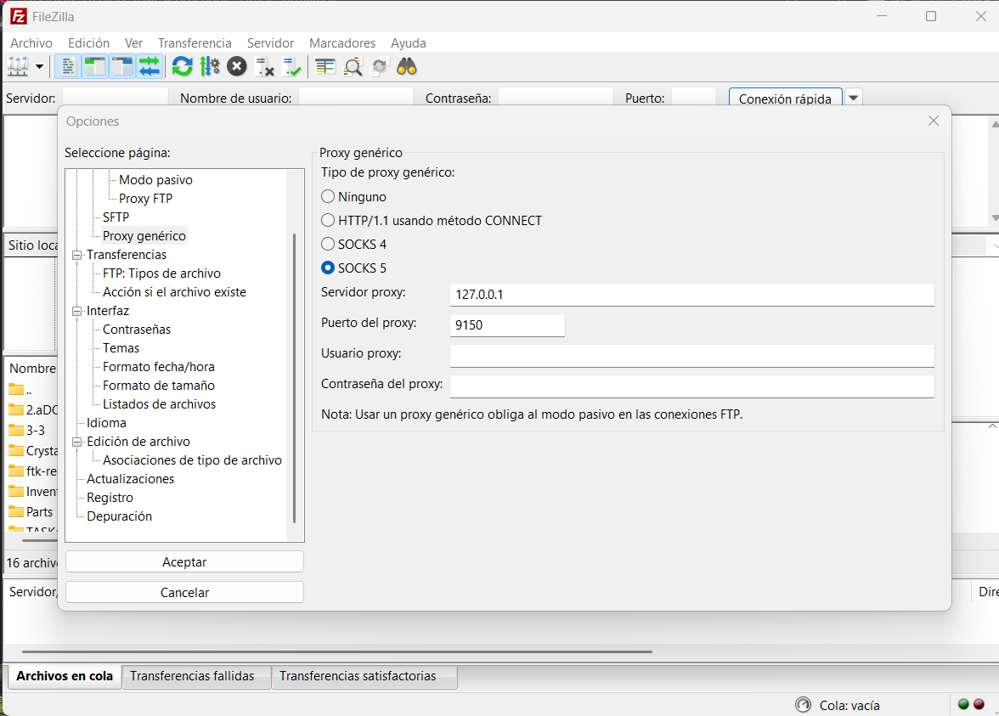 FileZilla
Archivo Edición Ver Transferencia Servidor Marcadores Ayuda
Servidor: Nombre de usuario: Contraseña: Puerto: Conexión rápida
Opciones
Seleccione página:
Modo pasivo
Proxy FTP
SFTP
Proxy genérico
Transferencias
FTP: Tipos de archivo
Acción si el archivo existe
Interfaz
Contraseñas
Temas
Formato fecha/hora
Formato de tamaño
Listados de archivos
Idioma
Edición de archivo
Asociaciones de tipo de archivo
Actualizaciones
Registro
Depuración
Aceptar
Cancelar
Proxy genérico
Tipo de proxy genérico:
Ninguno
HTTP/1.1 usando método CONNECT
SOCKS 4
SOCKS 5
Servidor proxy: 127.0.0.1
Puerto del proxy: 9150
Usuario proxy:
Contraseña del proxy:
Nota: Usar un proxy genérico obliga al modo pasivo en las conexiones FTP.
Sitio loca
Nombre
..
2.aDC
3-3
Crysta
ftk-re
Invent
Parts
16 archiv
Servidor/
Dire
Archivos en cola Transferencias fallidas Transferencias satisfactorias
Cola: vacía